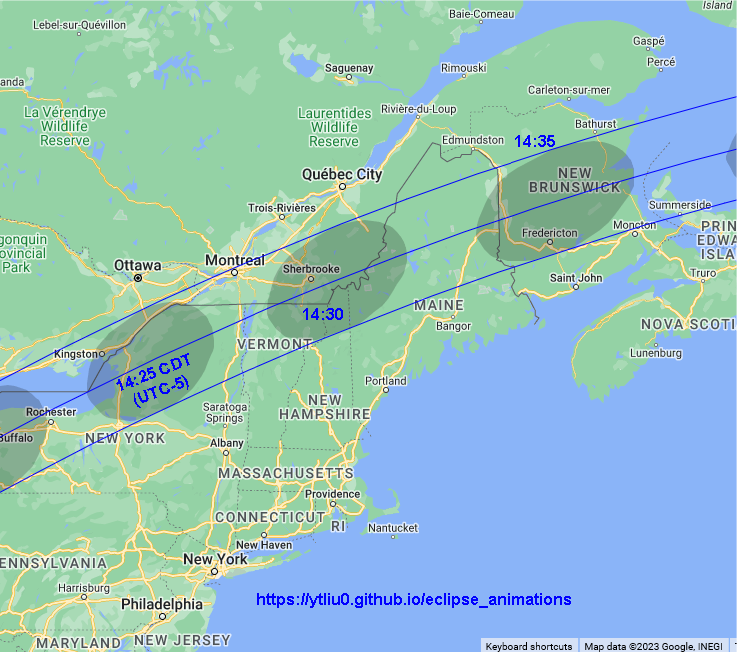 Island
Baie-Comeau
Lebel-sur-Quévillon
Gaspé
Percé
Saguenay
Rimouski
anda
Carleton-sur-mer
La Vérendrye
Wildlife
Reserve
Laurentides
Wildlife
Reserve
Rivière-du-Loup
Bathurst
Edmundston
14:35
Québec City
NEW
BRUNSWICK
Trois-Rivières
Summerside
gonquin
rovincial
Park
Fredericton
Moncton
PRIN
EDWA
ISLA
Ottawa
Montreal
Sherbrooke
Saint John
Truro
MAINE
14:30
NOVA SCOTI
Bangor
VERMONT
Kingston
Lunenburg
14:25 CDT
(UTC-5)
Portland
NEW
HAMPSHIRE
Saratoga
Springs
Rochester
Buffalo
NEW YORK
Albany
MASSACHUSETTS
Providence
CONNECTICUT
RI
Nantucket
New Haven
ENNSYLVANIA
New York
Harrisburg
Philadelphia
https://ytliu0.github.io/eclipse_animations
MARYLAND
NEW JERSEY
Keyboard shortcuts
Map data ©2023 Google, INEGI